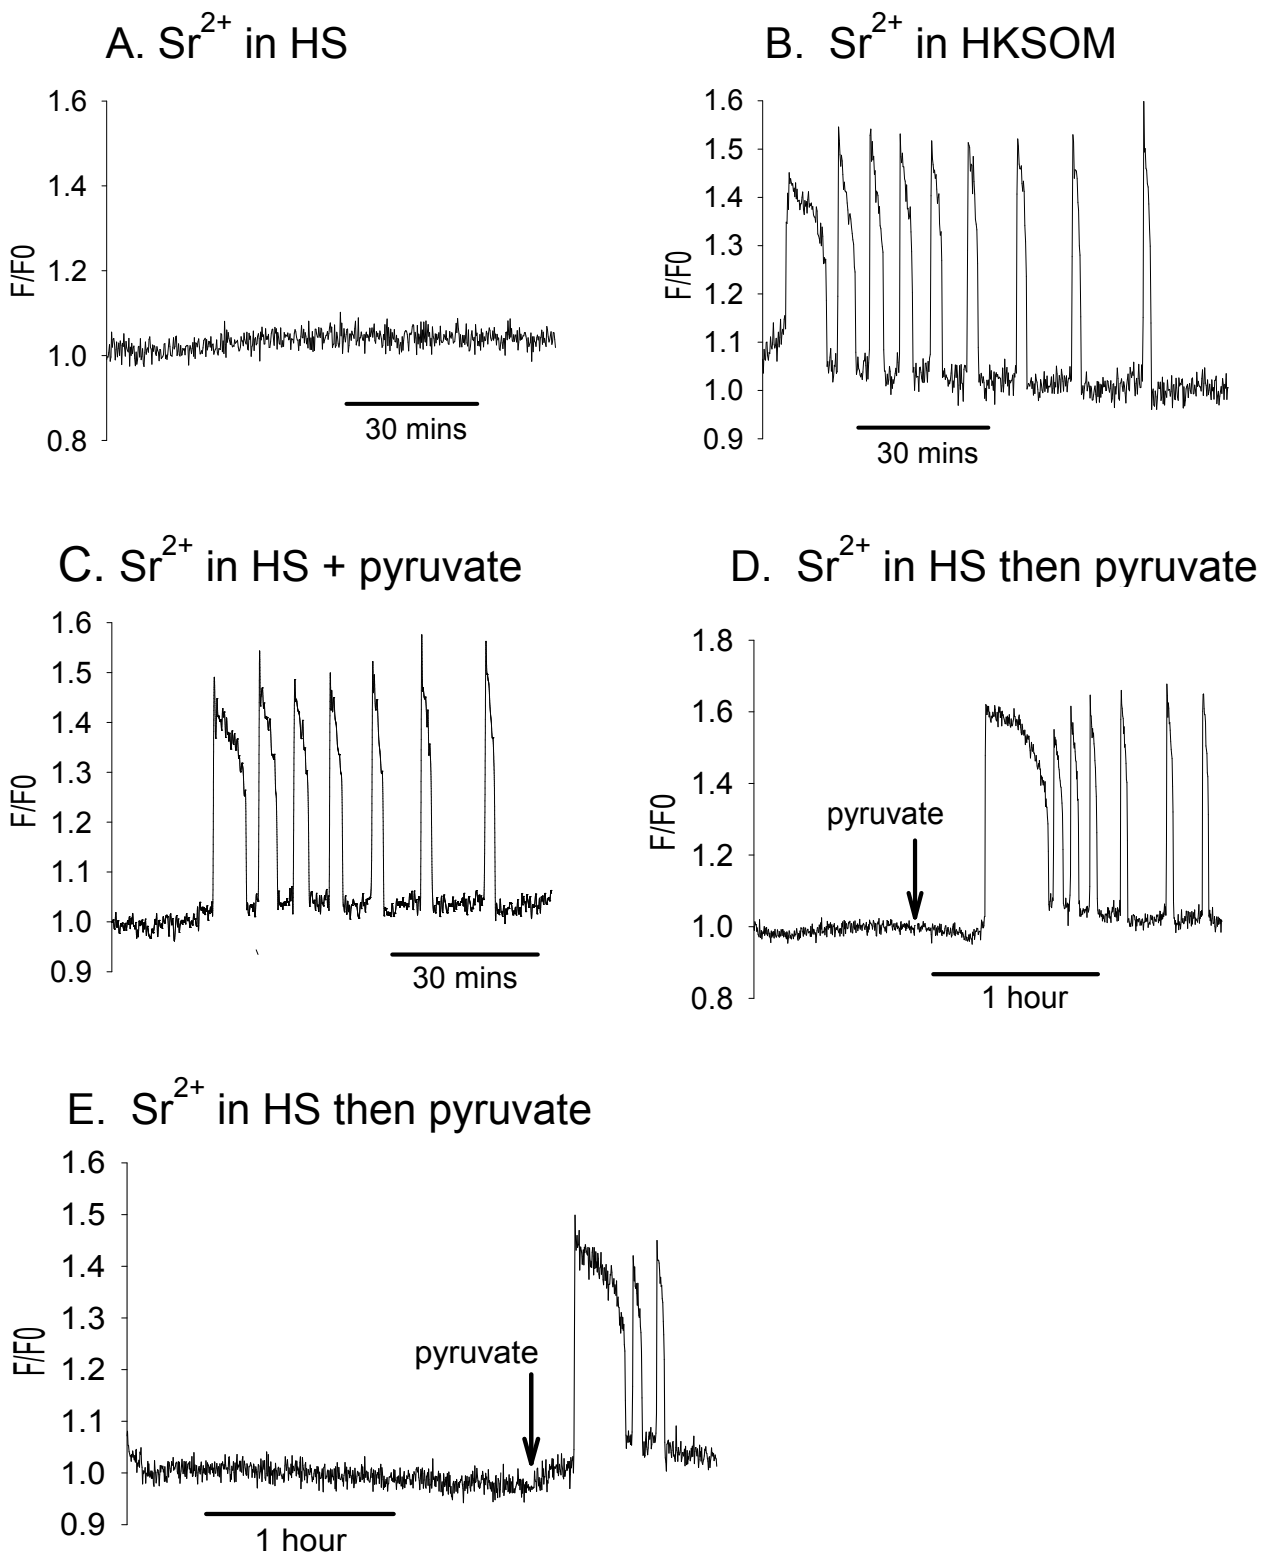 A. Sr2+ in HS
1.6
1.4
1.2
1.0
0.8
F/F0
30 mins
B. Sr2+ in HKSOM
1.6
1.5
1.4
1.3
1.2
1.1
1.0
0.9
F/F0
30 mins
C. Sr2+ in HS + pyruvate
1.6
1.5
1.4
1.3
1.2
1.1
1.0
0.9
F/F0
30 mins
D. Sr2+ in HS then pyruvate
1.8
1.6
1.4
1.2
1.0
0.8
F/F0
pyruvate
1 hour
E. Sr2+ in HS then pyruvate
1.6
1.5
1.4
1.3
1.2
1.1
1.0
0.9
F/F0
pyruvate
1 hour